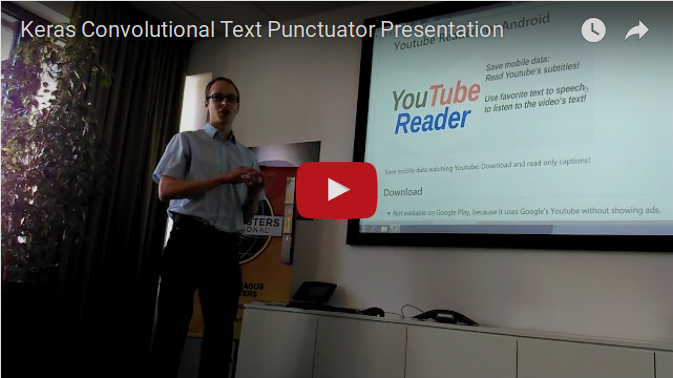 Keras Convolutional Text Punctuator Presentation
Android
Save mobile data:
Read Youtube's subtitles!
YouTube
Reader
Use favorite text to speech
to listen to the video's text!
Save mobile data watching Youtube: Download and read only captions!
Download
• Not available on Google Play, because it uses Google's Youtube without showing ads.